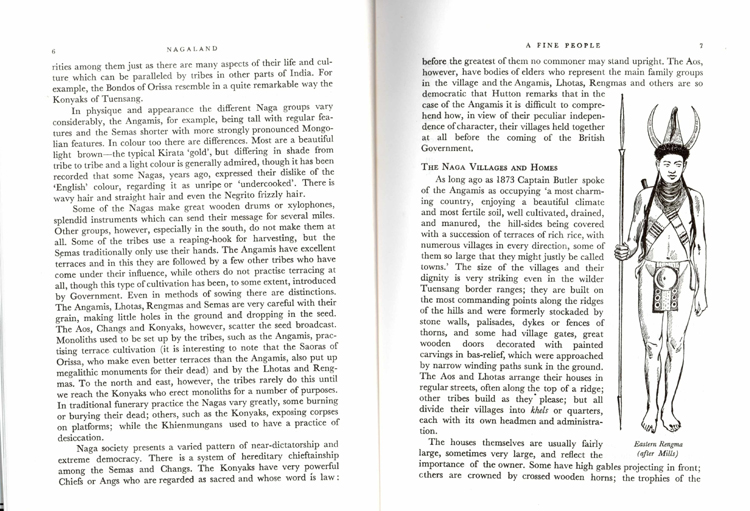 6
NAGALAND
rities among them just as there are many aspects of their life and cul-
ture which can be paralleled by tribes in other parts of India. For
example, the Bondos of Orissa resemble in a quite remarkable way the
Konyaks of Tuensang.
In physique and appearance the different Naga groups vary
considerably, the Angamis, for example, being tall with regular fea-
tures and the Semas shorter with more strongly pronounced Mongo-
lian features. In colour too there are differences. Most are a beautiful
light brown—the typical Kirata 'gold', but differing in shade from
tribe to tribe and a light colour is generally admired, though it has been
recorded that some Nagas, years ago, expressed their dislike of the
'English' colour, regarding it as unripe or 'undercooked'. There is
wavy hair and straight hair and even the Negrito frizzly hair.
Some of the Nagas make great wooden drums or xylophones,
splendid instruments which can send their message for several miles.
Other groups, however, especially in the south, do not make them at
all. Some of the tribes use a reaping-hook for harvesting, but the
Semas traditionally only use their hands. The Angamis have excellent
terraces and in this they are followed by a few other tribes who have
come under their influence, while others do not practise terracing at
all, though this type of cultivation has been, to some extent, introduced
by Government. Even in methods of sowing there are distinctions.
The Angamis, Lhotas, Rengmas and Semas are very careful with their
grain, making little holes in the ground and dropping in the seed.
The Aos, Changs and Konyaks, however, scatter the seed broadcast.
Monoliths used to be set up by the tribes, such as the Angamis, prac-
tising terrace cultivation (it is interesting to note that the Saoras of
Orissa, who make even better terraces than the Angamis, also put up
megalithic monuments for their dead) and by the Lhotas and Reng-
mas. To the north and east, however, the tribes rarely do this until
we reach the Konyaks who erect monoliths for a number of purposes.
In traditional funerary practice the Nagas vary greatly, some burning
or burying their dead; others, such as the Konyaks, exposing corpses
on platforms; while the Khienmungans used to have a practice of
desiccation.
Naga society presents a varied pattern of near-dictatorship and
extreme democracy. There is a system of hereditary chieftainship
among the Semas and Changs. The Konyaks have very powerful
Chiefs or Angs who are regarded as sacred and whose word is law:
A FINE PEOPLE
7
before the greatest of them no commoner may stand upright. The Aos,
however, have bodies of elders who represent the main family groups
in the village and the Angamis, Lhotas, Rengmas and others are so
democratic that Hutton remarks that in the
case of the Angamis it is difficult to compre-
hend how, in view of their peculiar indepen-
dence of character, their villages held together
at all before the coming of the British
Government.
THE NAGA VILLAGES AND HOMES
As long ago as 1873 Captain Butler spoke
of the Angamis as occupying 'a most charm-
ing country, enjoying a beautiful climate
and most fertile soil, well cultivated, drained,
and manured, the hill-sides being covered
with a succession of terraces of rich rice, with
numerous villages in every direction, some of
them so large that they might justly be called
towns.' The size of the villages and their
dignity is very striking even in the wilder
Tuensang border ranges; they are built on
the most commanding points along the ridges
of the hills and were formerly stockaded by
stone walls, palisades, dykes or fences of
thorns, and some had village gates, great
wooden doors decorated with painted
carvings in bas-relief, which were approached
by narrow winding paths sunk in the ground.
The Aos and Lhotas arrange their houses in
regular streets, often along the top of a ridge;
other tribes build as they please; but all
divide their villages into khels or quarters,
each with its own headmen and administra-
tion.
The houses themselves are usually fairly
large, sometimes very large, and reflect the
importance of the owner. Some have high gables projecting in front;
others are crowned by crossed wooden horns; the trophies of the
Eastern Rengma
(after Mills)